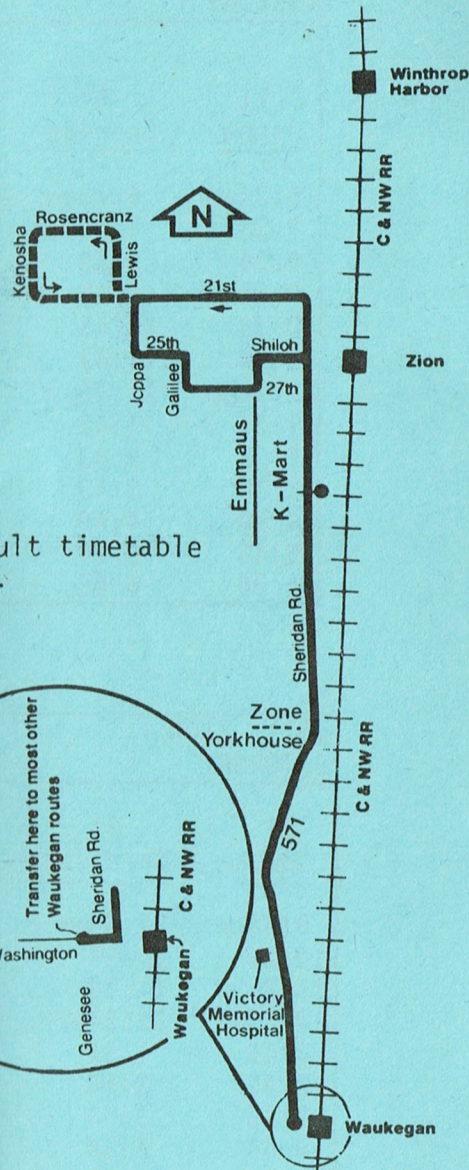 Winthrop
Harbor
C & NW RR
N
Rosencranz
Kenosha
Lewis
21st
25th
Shiloh
Joppa
Galilee
27th
Zion
Emmaus
K-Mart
ult timetable
Sheridan Rd.
Zone
Yorkhouse
C & NW RR
571
Transfer here to most other
Waukegan routes
Sheridan Rd.
ashington
C & NW RR
Genesee
Waukegan
Victory
Memorial
Hospital
Waukegan